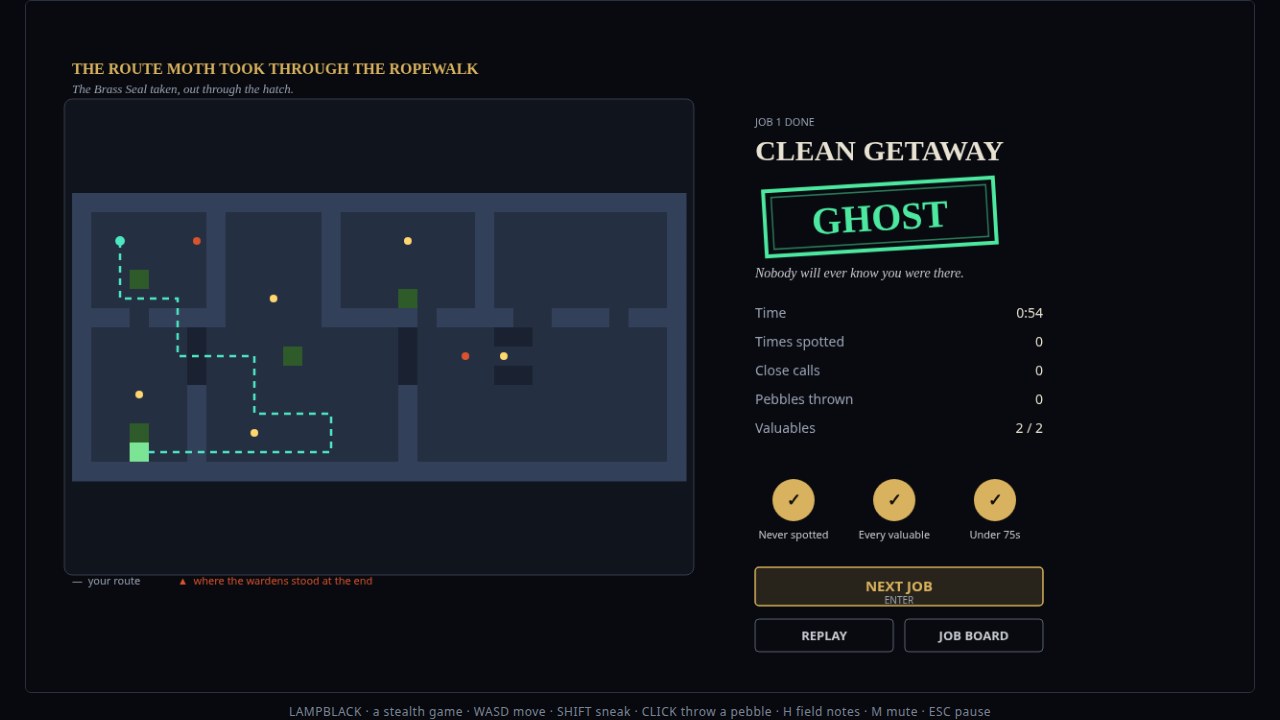 THE ROUTE MOTH TOOK THROUGH THE ROPEWALK
The Brass Seal taken, out through the hatch.
— your route
▲ where the wardens stood at the end
JOB 1 DONE
CLEAN GETAWAY
GHOST
Nobody will ever know you were there.
Time 0:54
Times spotted 0
Close calls 0
Pebbles thrown 0
Valuables 2 / 2
✓ ✓ ✓
Never spotted Every valuable Under 75s
NEXT JOB
ENTER
REPLAY JOB BOARD
LAMPBLACK · a stealth game · WASD move · SHIFT sneak · CLICK throw a pebble · H field notes · M mute · ESC pause